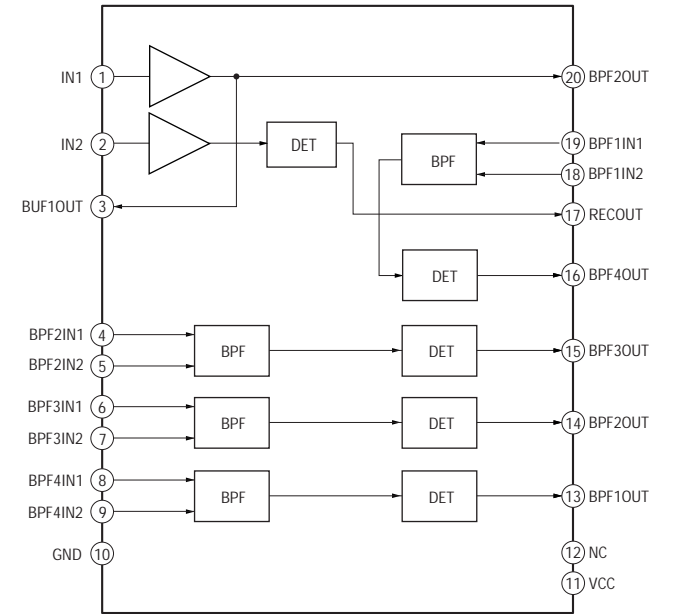 IN1 1 20 BPF2OUT
IN2 2 DET 19 BPF1IN1
BPF 18 BPF1IN2
BUF1OUT 3 17 RECOUT
DET 16 BPF4OUT
BPF2IN1 4
BPF DET 15 BPF3OUT
BPF2IN2 5
BPF3IN1 6
BPF DET 14 BPF2OUT
BPF3IN2 7
BPF4IN1 8
BPF DET 13 BPF1OUT
BPF4IN2 9
GND 10 12 NC
11 VCC